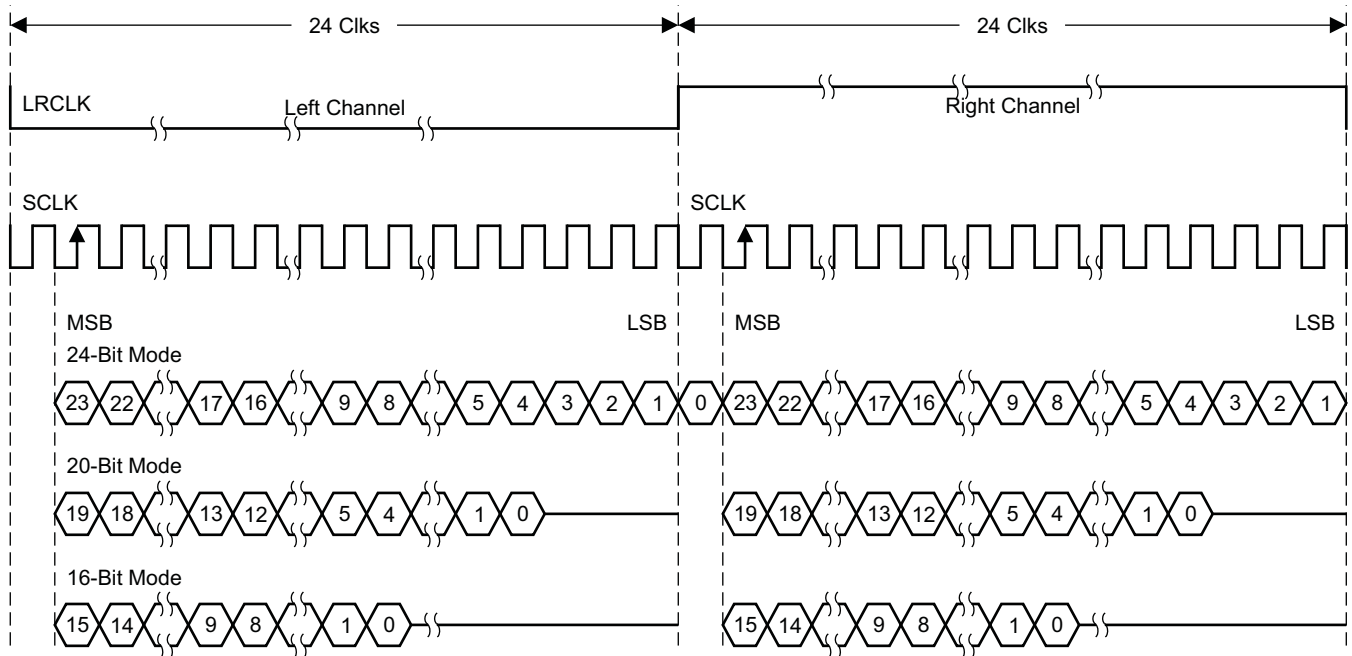 24 Clks 24 Clks
LRCLK Left Channel Right Channel
SCLK SCLK
MSB LSB MSB LSB
24-Bit Mode
23 22 17 16 9 8 5 4 3 2 1 0 23 22 17 16 9 8 5 4 3 2 1
20-Bit Mode
19 18 13 12 5 4 1 0 19 18 13 12 5 4 1 0
16-Bit Mode
15 14 9 8 1 0 15 14 9 8 1 0